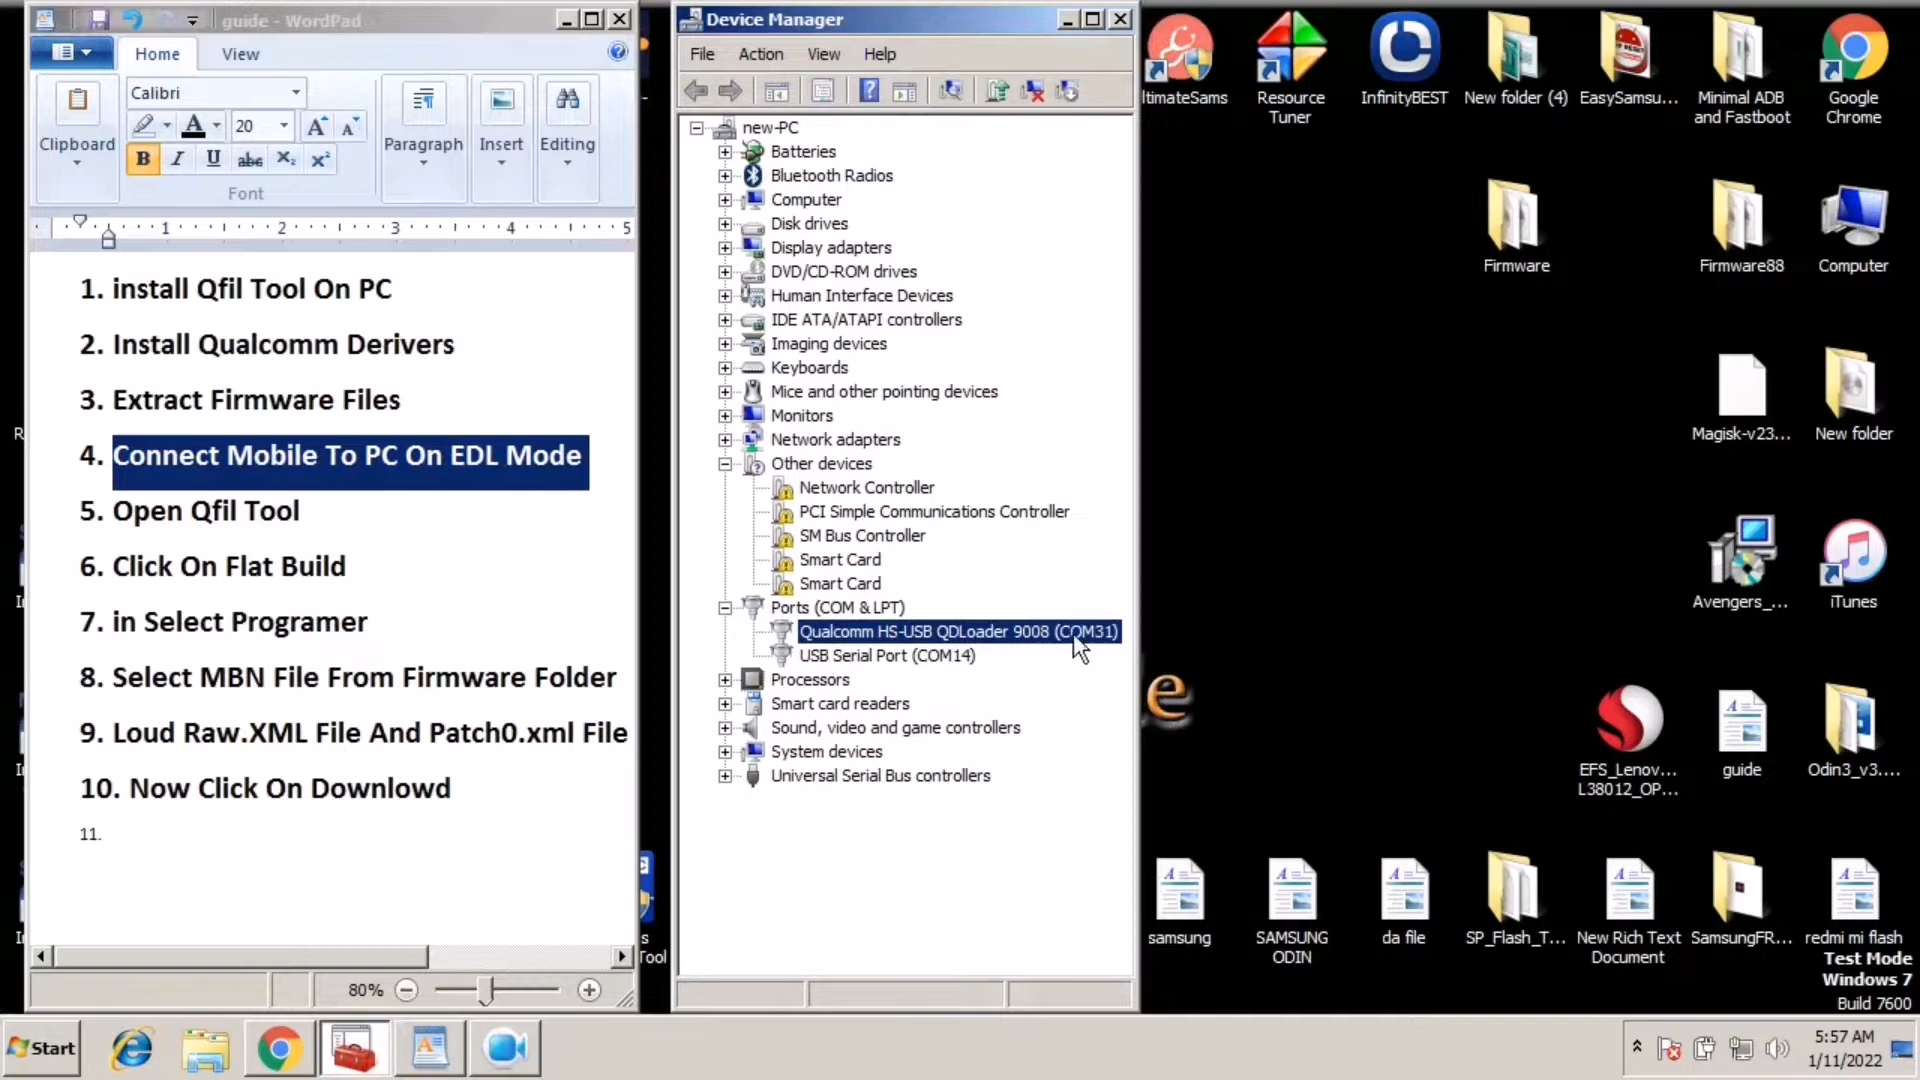 guide - WordPad
Home
View
Clipboard
Calibri
20
Font
Paragraph
Insert
Editing
1
2
3
4
5
1. install Qfil Tool On PC
2. Install Qualcomm Derivers
3. Extract Firmware Files
4. Connect Mobile To PC On EDL Mode
5. Open Qfil Tool
6. Click On Flat Build
7. in Select Programer
8. Select MBN File From Firmware Folder
9. Loud Raw.XML File And Patch0.xml File
10. Now Click On Downlowd
11.
80%
Device Manager
File
Action
View
Help
new-PC
Batteries
Bluetooth Radios
Computer
Disk drives
Display adapters
DVD/CD-ROM drives
Human Interface Devices
IDE ATA/ATAPI controllers
Imaging devices
Keyboards
Mice and other pointing devices
Monitors
Network adapters
Other devices
Network Controller
PCI Simple Communications Controller
SM Bus Controller
Smart Card
Smart Card
Ports (COM & LPT)
Qualcomm HS-USB QDLoader 9008 (COM31)
USB Serial Port (COM14)
Processors
Smart card readers
Sound, video and game controllers
System devices
Universal Serial Bus controllers
ltimateSams
Resource
Tuner
InfinityBEST
New folder (4)
EasySamsu...
Minimal ADB
and Fastboot
Google
Chrome
Firmware
Firmware88
Computer
Magisk-v23...
New folder
Avengers_...
iTunes
e
EFS_Lenov...
L38012_OP...
guide
Odin3_v3....
samsung
SAMSUNG
ODIN
da file
SP_Flash_T...
New Rich Text
Document
SamsungFR...
redmi mi flash
Test Mode
Windows 7
Build 7600
Tool
Start
5:57 AM
1/11/2022